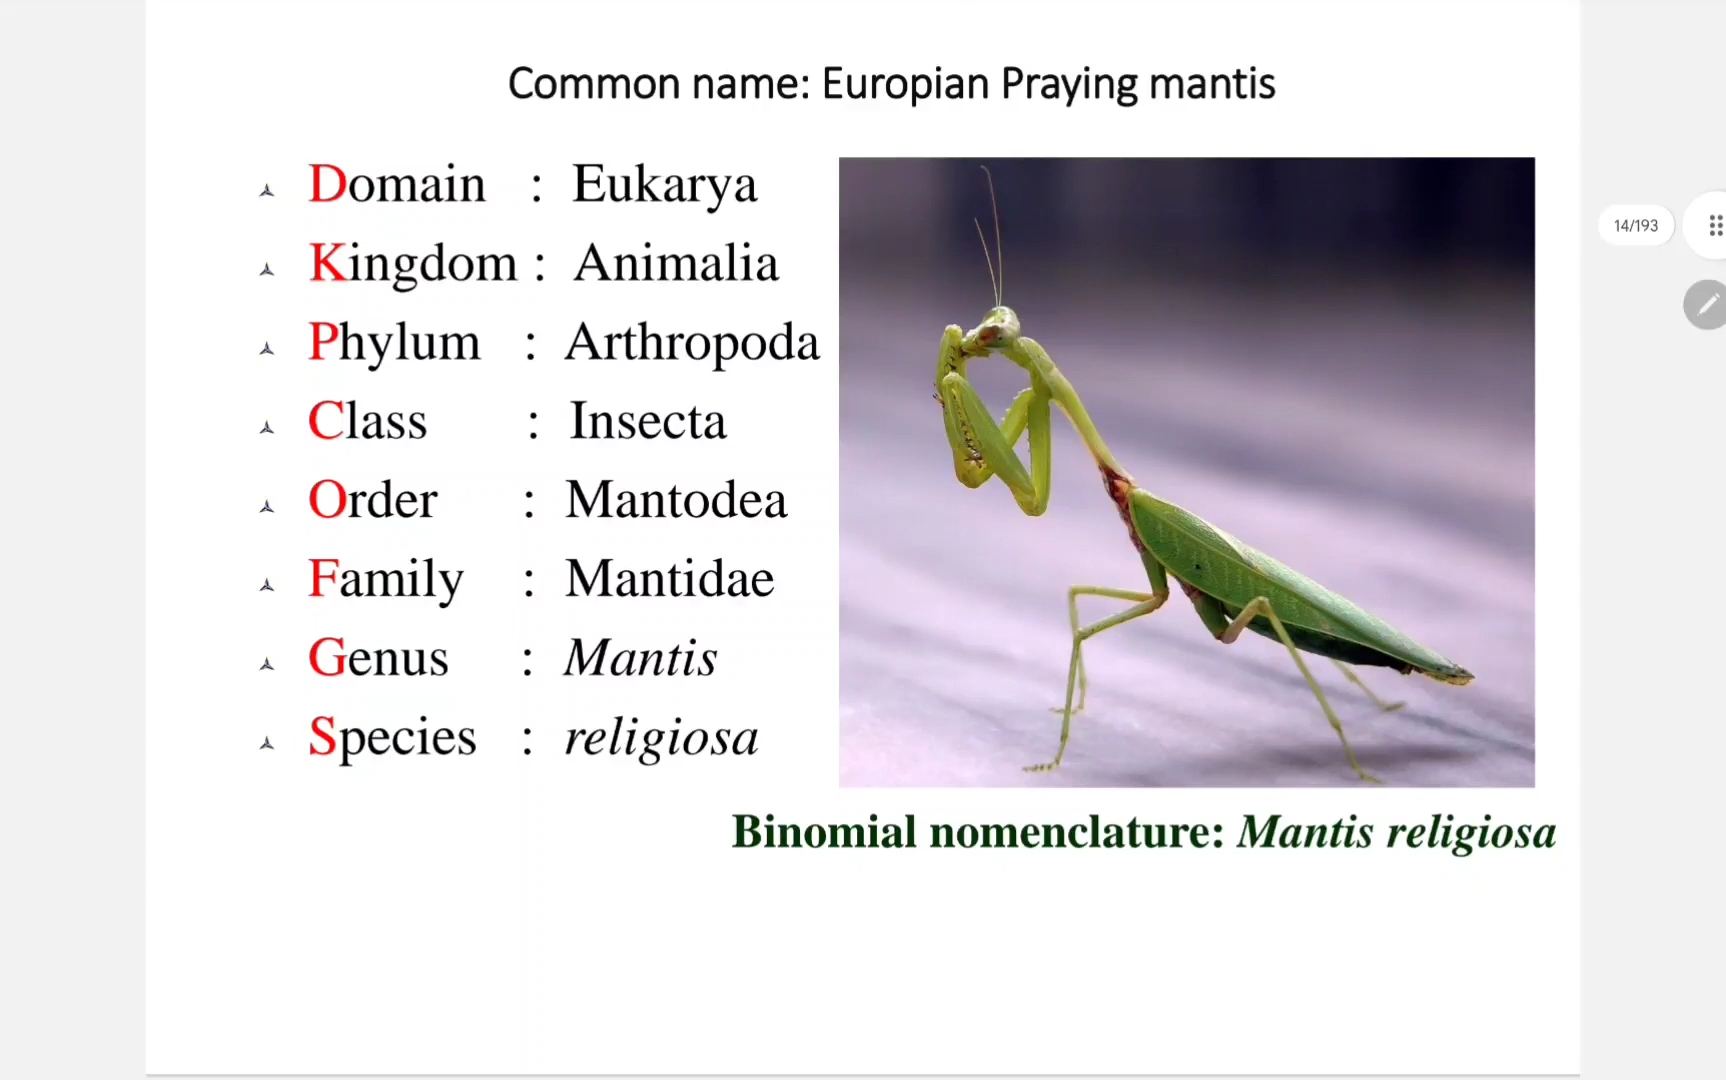 Common name: Europian Praying mantis
Domain : Eukarya
Kingdom : Animalia
Phylum : Arthropoda
Class : Insecta
Order : Mantodea
Family : Mantidae
Genus : Mantis
Species : religiosa
14/193
Binomial nomenclature: Mantis religiosa